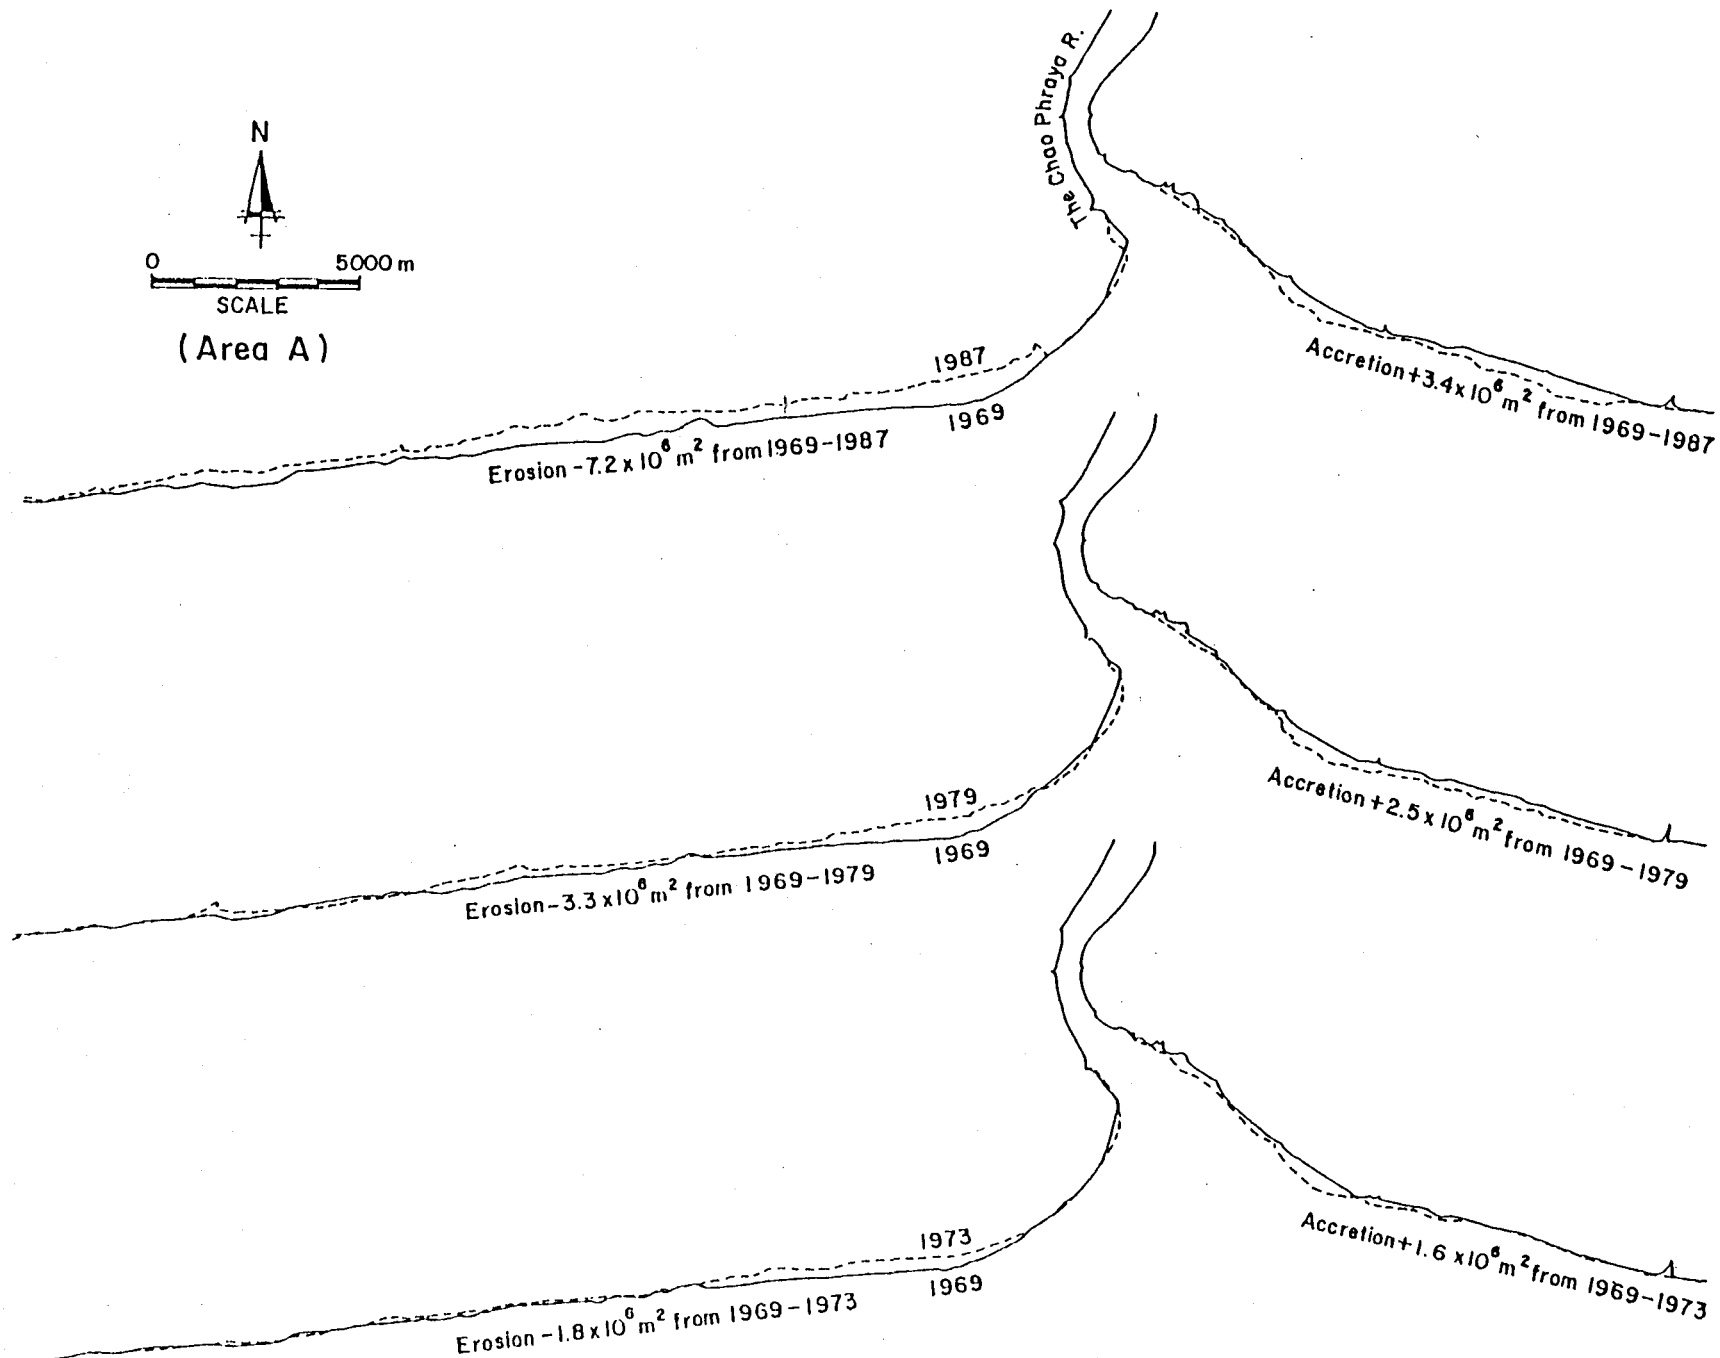 The Chao Phraya R.
N
0 5000 m
SCALE
(Area A)
1987
1969
Erosion -7.2 x 10⁶ m² from 1969-1987
Accretion +3.4 x 10⁶ m² from 1969-1987
1979
1969
Erosion -3.3 x 10⁶ m² from 1969-1979
Accretion +2.5 x 10⁶ m² from 1969-1979
1973
1969
Erosion -1.8 x 10⁶ m² from 1969-1973
Accretion +1.6 x 10⁶ m² from 1969-1973